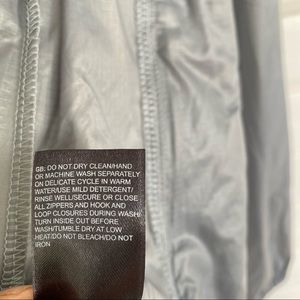 GB: DO NOT DRY CLEAN/HAND
OR MACHINE WASH SEPARATELY
ON DELICATE CYCLE IN WARM
WATER/USE MILD DETERGENT/
RINSE WELL/SECURE OR CLOSE
ALL ZIPPERS AND HOOK AND
LOOP CLOSURES DURING WASH/
TURN INSIDE OUT BEFORE
WASH/TUMBLE DRY AT LOW
HEAT/DO NOT BLEACH/DO NOT
IRON